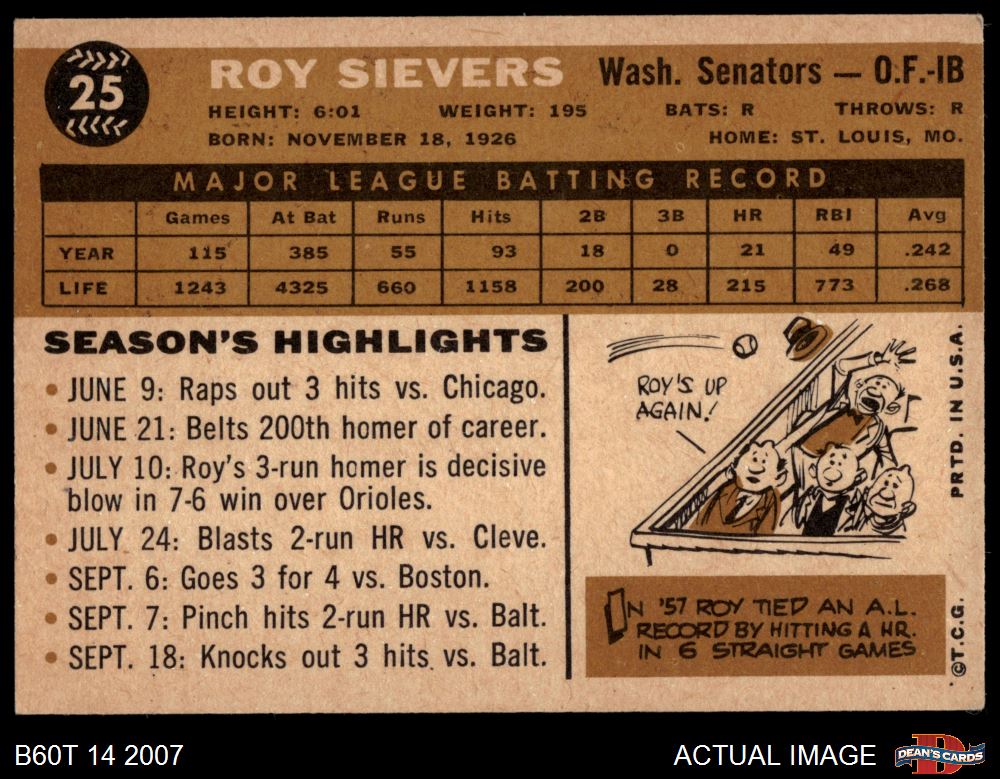 25
ROY SIEVERS Wash. Senators — O.F.-1B
HEIGHT: 6:01 WEIGHT: 195 BATS: R THROWS: R
BORN: NOVEMBER 18, 1926 HOME: ST. LOUIS, MO.
MAJOR LEAGUE BATTING RECORD
Games At Bat Runs Hits 2B 3B HR RBI Avg
YEAR 115 385 55 93 18 0 21 49 .242
LIFE 1243 4325 660 1158 200 28 215 773 .268
SEASON'S HIGHLIGHTS
• JUNE 9: Raps out 3 hits vs. Chicago.
• JUNE 21: Belts 200th homer of career.
• JULY 10: Roy's 3-run homer is decisive
blow in 7-6 win over Orioles.
• JULY 24: Blasts 2-run HR vs. Cleve.
• SEPT. 6: Goes 3 for 4 vs. Boston.
• SEPT. 7: Pinch hits 2-run HR vs. Balt.
• SEPT. 18: Knocks out 3 hits vs. Balt.
ROY'S UP
AGAIN!
IN '57 ROY TIED AN A.L.
RECORD BY HITTING A HR.
IN 6 STRAIGHT GAMES
PRTD. IN U.S.A.
©T.C.G.
B60T 14 2007 ACTUAL IMAGE
D
DEAN'S CARDS